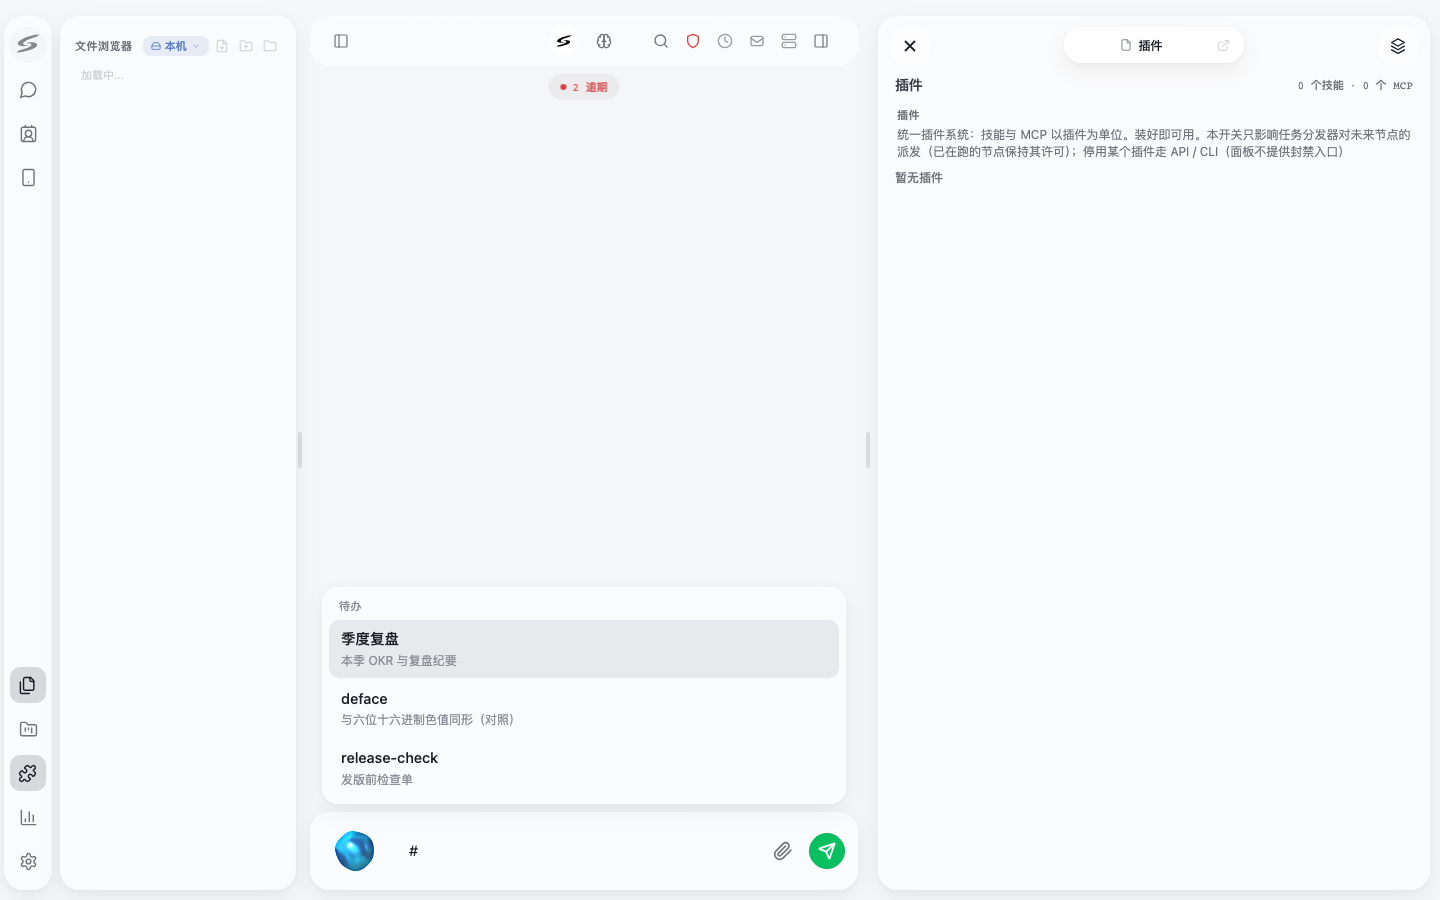 文件浏览器
本机
加载中...
2 逾期
待办
季度复盘
本季 OKR 与复盘纪要
deface
与六位十六进制色值同形（对照）
release-check
发版前检查单
#
插件
插件
0 个技能 · 0 个 MCP
插件
统一插件系统：技能与 MCP 以插件为单位。装好即可用。本开关只影响任务分发器对未来节点的
派发（已在跑的节点保持其许可）；停用某个插件走 API / CLI（面板不提供封禁入口）
暂无插件